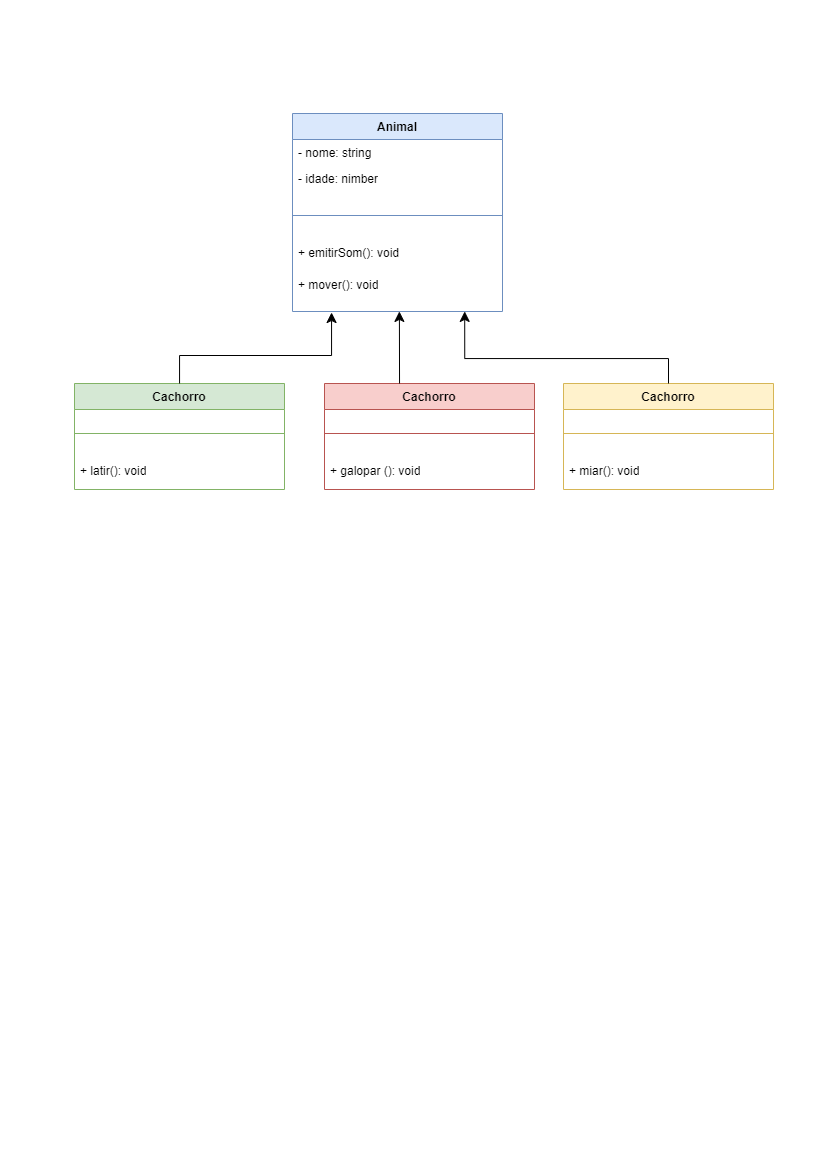 Animal
- nome: string
- idade: nimber
+ emitirSom(): void
+ mover(): void
Cachorro
+ latir(): void
Cachorro
+ galopar (): void
Cachorro
+ miar(): void